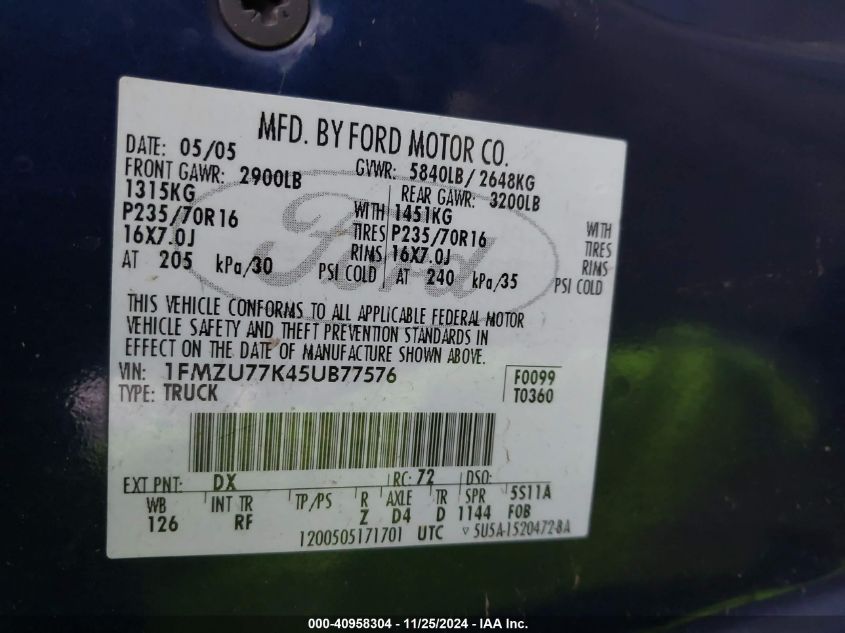 MFD. BY FORD MOTOR CO.
DATE: 05/05 GVWR: 5840LB/2648KG
FRONT GAWR: 2900LB REAR GAWR: 3200LB
1315KG WITH 1451KG WITH
P235/70R16 TIRES P235/70R16 TIRES
16X7.0J RIMS 16X7.0J RIMS
AT 205 kPa/30 PSI COLD AT 240 kPa/35 PSI COLD
Ford
THIS VEHICLE CONFORMS TO ALL APPLICABLE FEDERAL MOTOR
VEHICLE SAFETY AND THEFT PREVENTION STANDARDS IN
EFFECT ON THE DATE OF MANUFACTURE SHOWN ABOVE.
VIN: 1FMZU77K45UB77576 F0099
TYPE: TRUCK T0360
EXT PNT: DX RC: 72 DSO:
WB INT TR TP/PS R AXLE TR SPR 5S11A
126 RF Z D4 D 1144 FOB
1200505171701 UTC ▽ 5U5A-1520472-BA
000-40958304 - 11/25/2024 - IAA Inc.